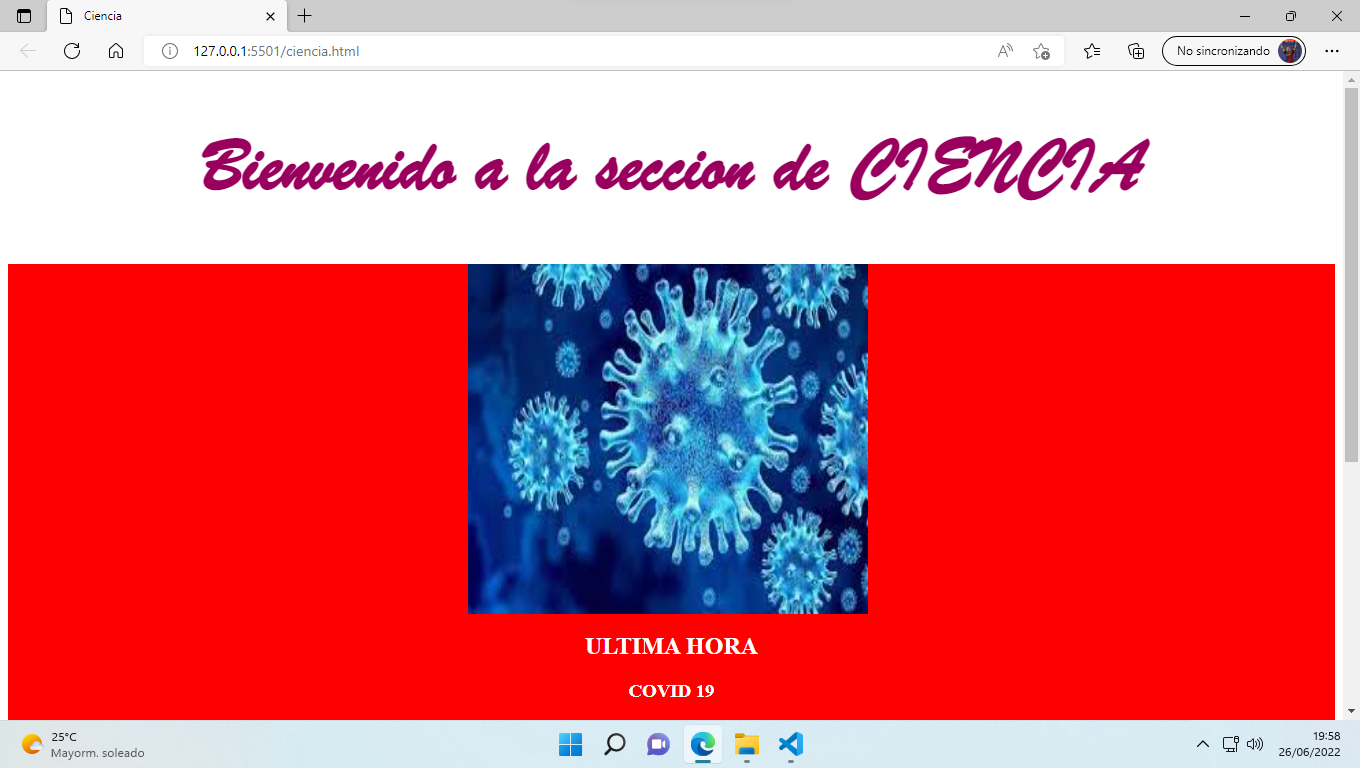 Ciencia
127.0.0.1:5501/ciencia.html
No sincronizando
Bienvenido a la seccion de CIENCIA
ULTIMA HORA
COVID 19
25°C
Mayorm. soleado
19:58
26/06/2022